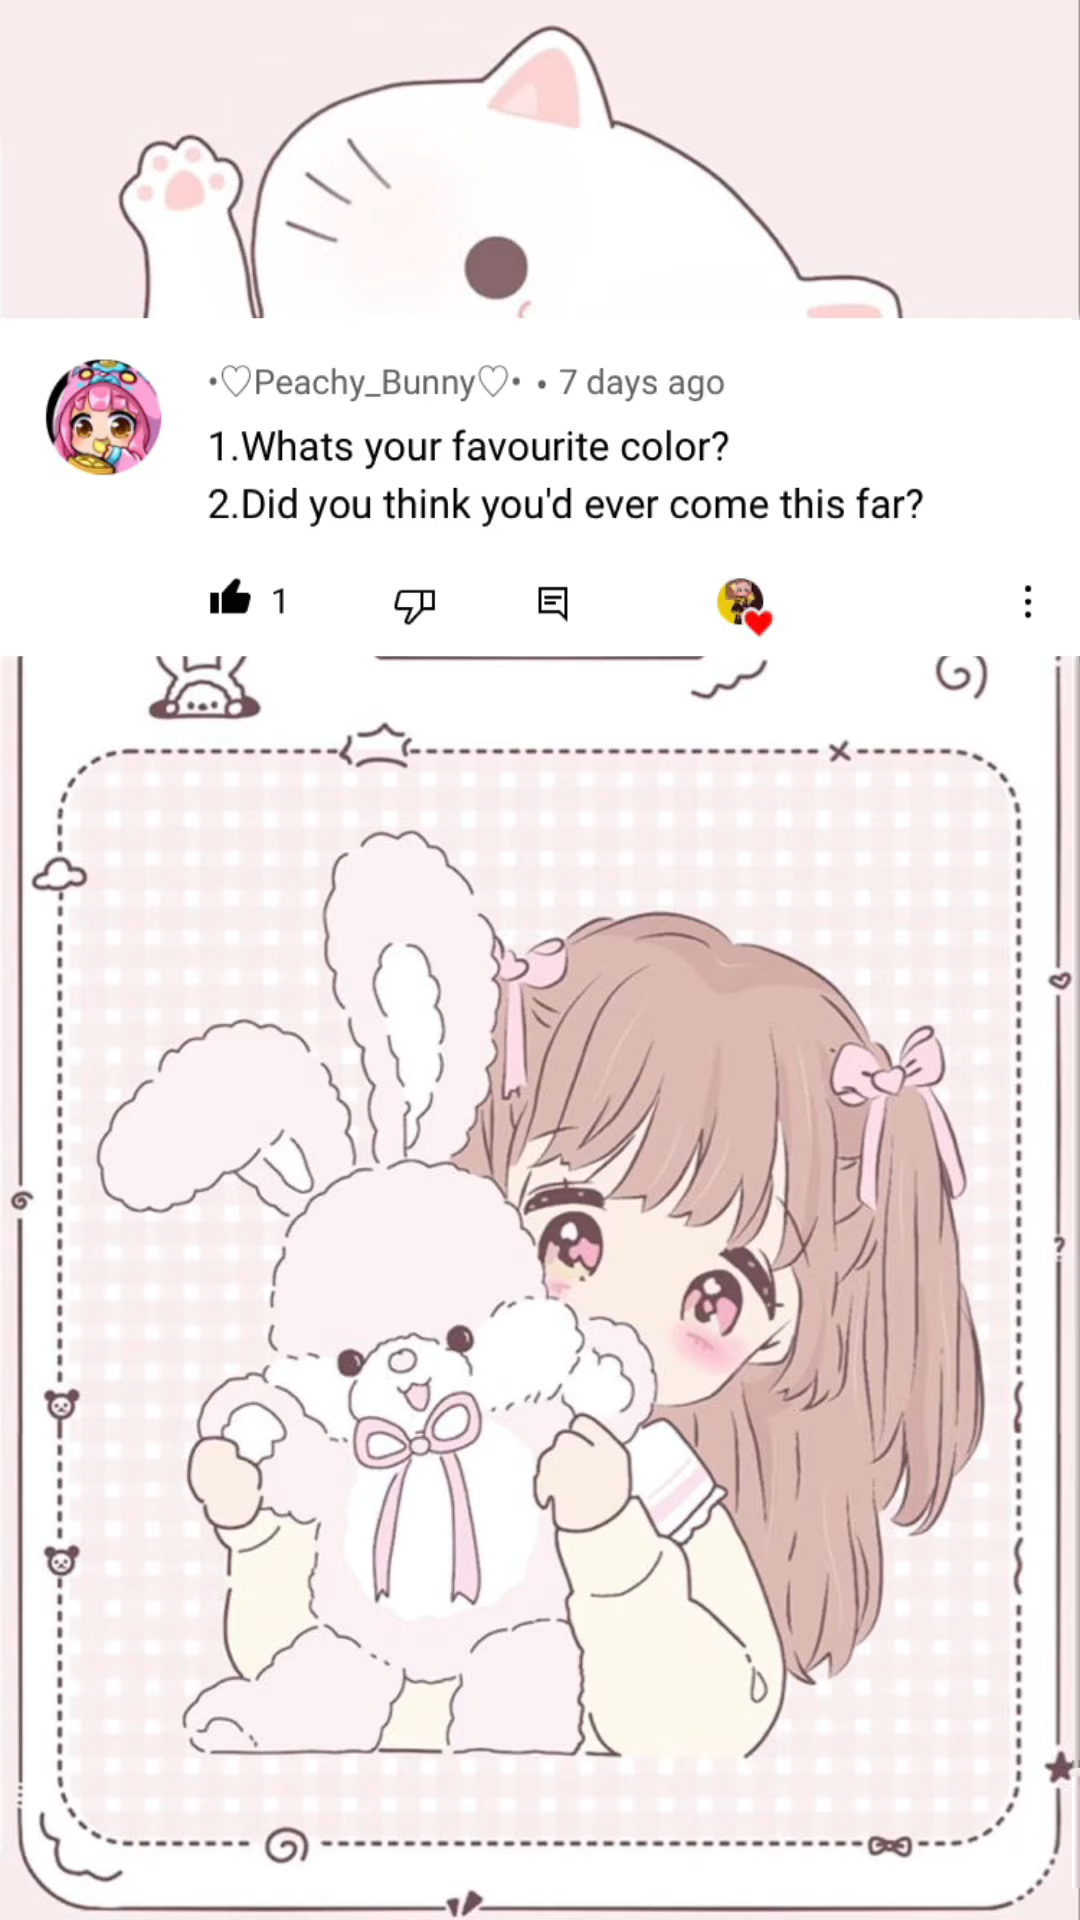 •♡Peachy_Bunny♡• • 7 days ago
1.Whats your favourite color?
2.Did you think you'd ever come this far?
1
?